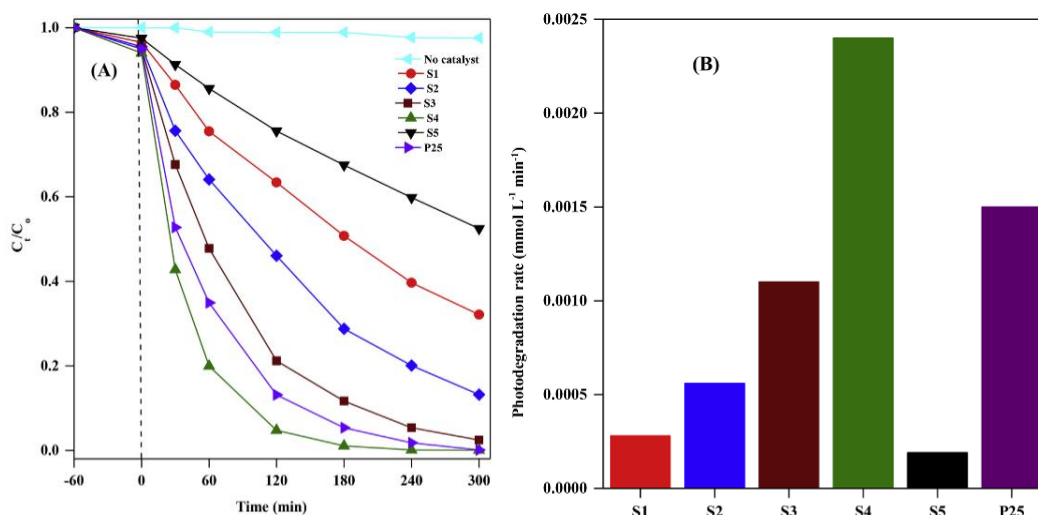 (A)
No catalyst
S1
S2
S3
S4
S5
P25
1.0
0.8
0.6
0.4
0.2
0.0
Ct/Co
-60 0 60 120 180 240 300
Time (min)
(B)
0.0025
0.0020
0.0015
0.0010
0.0005
0.0000
Photodegradation rate (mmol L⁻¹ min⁻¹)
S1 S2 S3 S4 S5 P25